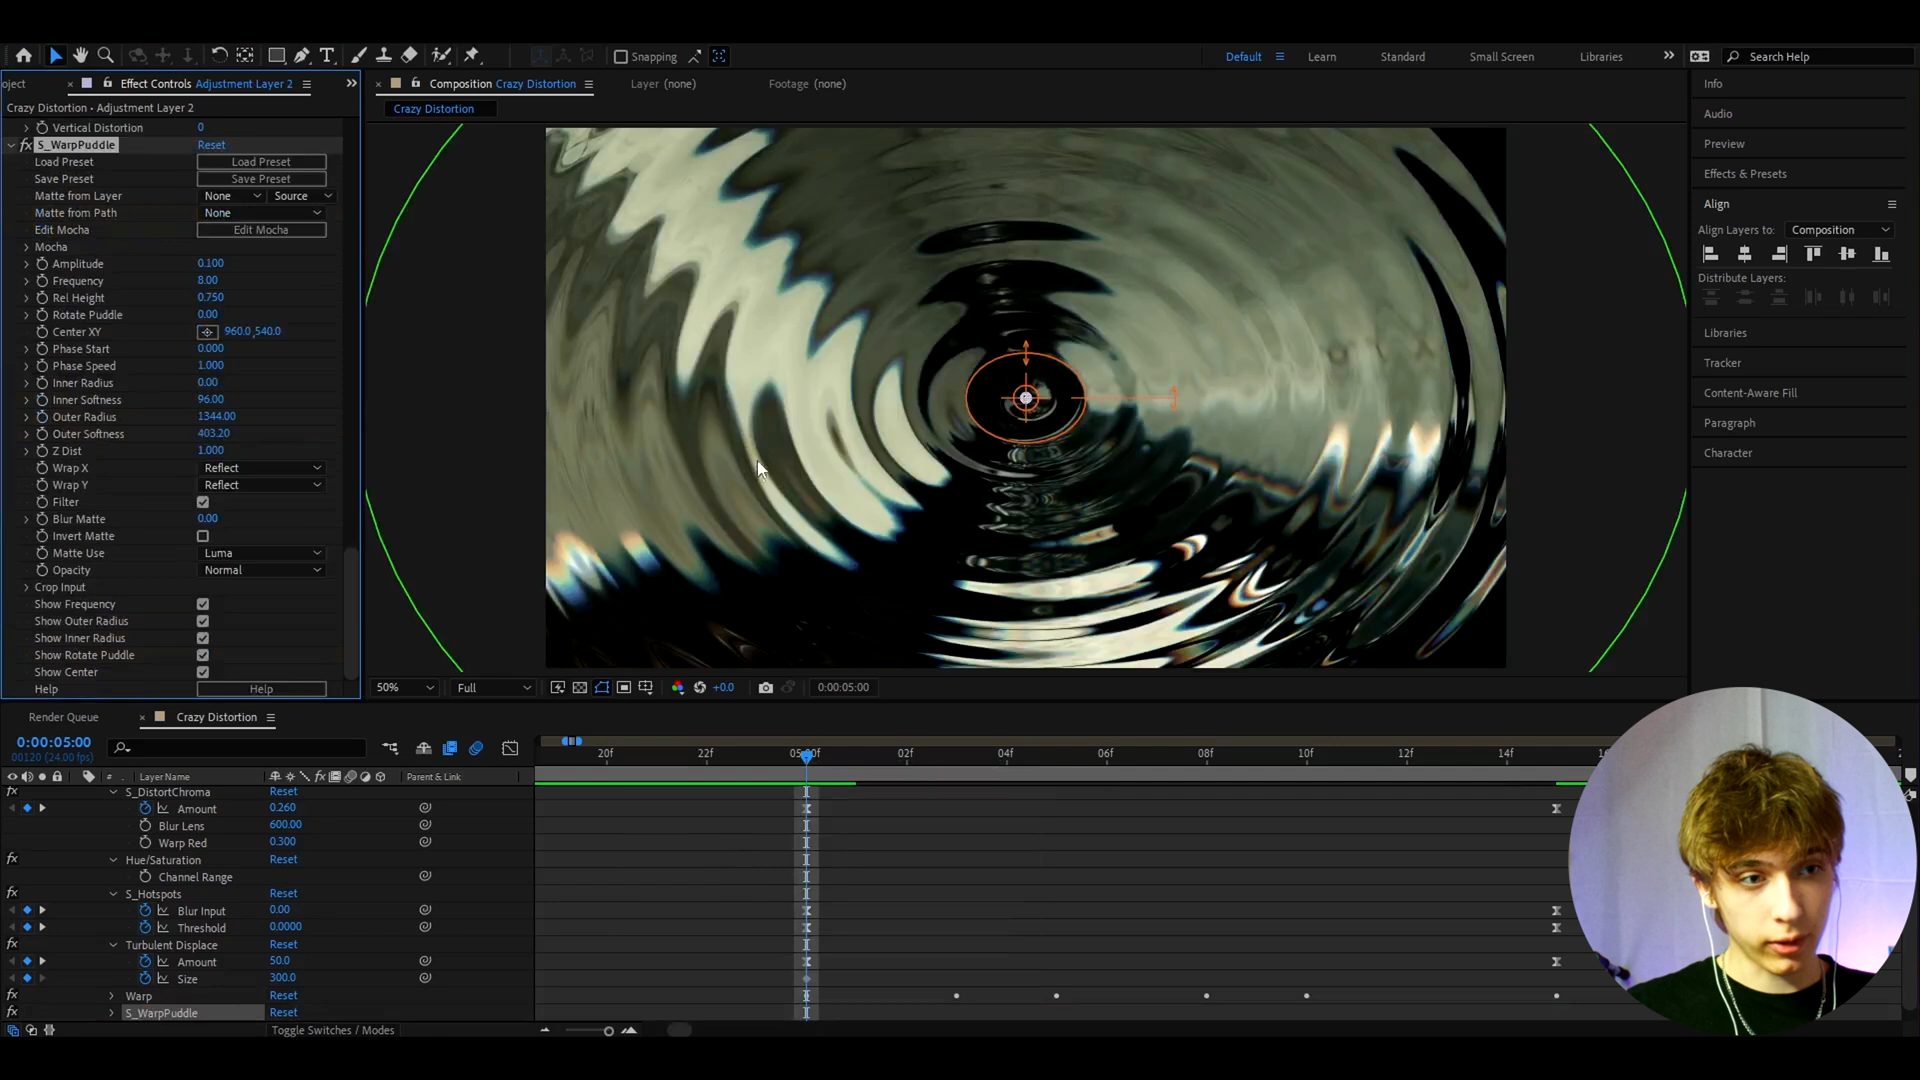 Snapping
Default
Learn
Standard
Small Screen
Libraries
»
Search Help
oject
× Effect Controls Adjustment Layer 2
»
× Composition Crazy Distortion
Layer (none)
Footage (none)
Crazy Distortion • Adjustment Layer 2
Crazy Distortion
Vertical Distortion 0
fx S_WarpPuddle Reset
Load Preset Load Preset
Save Preset Save Preset
Matte from Layer None Source
Matte from Path None
Edit Mocha Edit Mocha
Mocha
Amplitude 0.100
Frequency 8.00
Rel Height 0.750
Rotate Puddle 0.00
Center XY 960.0,540.0
Phase Start 0.000
Phase Speed 1.000
Inner Radius 0.00
Inner Softness 96.00
Outer Radius 1344.00
Outer Softness 403.20
Z Dist 1.000
Wrap X Reflect
Wrap Y Reflect
Filter
Blur Matte 0.00
Invert Matte
Matte Use Luma
Opacity Normal
Crop Input
Show Frequency
Show Outer Radius
Show Inner Radius
Show Rotate Puddle
Show Center
Help Help
50%
Full
+0.0
0:00:05:00
Info
Audio
Preview
Effects & Presets
Align
Align Layers to: Composition
Distribute Layers:
Libraries
Tracker
Content-Aware Fill
Paragraph
Character
Render Queue
× Crazy Distortion
0:00:05:00
00120 (24.00 fps)
20f 22f 05:00f 02f 04f 06f 08f 10f 12f 14f
# Layer Name
fx
Parent & Link
fx S_DistortChroma Reset
Amount 0.260
Blur Lens 600.00
Warp Red 0.300
fx Hue/Saturation Reset
Channel Range
fx S_Hotspots Reset
Blur Input 0.00
Threshold 0.0000
fx Turbulent Displace Reset
Amount 50.0
Size 300.0
fx Warp Reset
fx S_WarpPuddle Reset
Toggle Switches / Modes